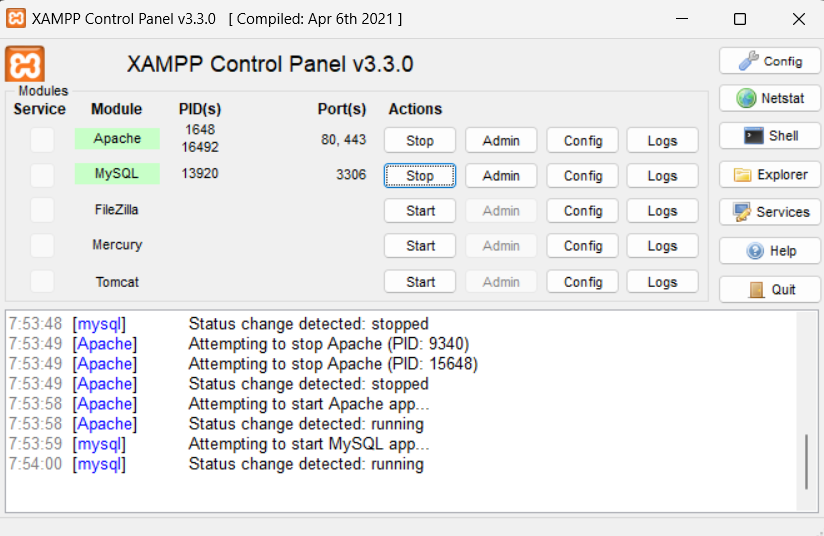 XAMPP Control Panel v3.3.0 [ Compiled: Apr 6th 2021 ]
XAMPP Control Panel v3.3.0
Config
Netstat
Shell
Explorer
Services
Help
Quit
Modules
Service Module PID(s) Port(s) Actions
Apache 1648 16492 80, 443 Stop Admin Config Logs
MySQL 13920 3306 Stop Admin Config Logs
FileZilla Start Admin Config Logs
Mercury Start Admin Config Logs
Tomcat Start Admin Config Logs
7:53:48 [mysql] Status change detected: stopped
7:53:49 [Apache] Attempting to stop Apache (PID: 9340)
7:53:49 [Apache] Attempting to stop Apache (PID: 15648)
7:53:49 [Apache] Status change detected: stopped
7:53:58 [Apache] Attempting to start Apache app...
7:53:58 [Apache] Status change detected: running
7:53:59 [mysql] Attempting to start MySQL app...
7:54:00 [mysql] Status change detected: running